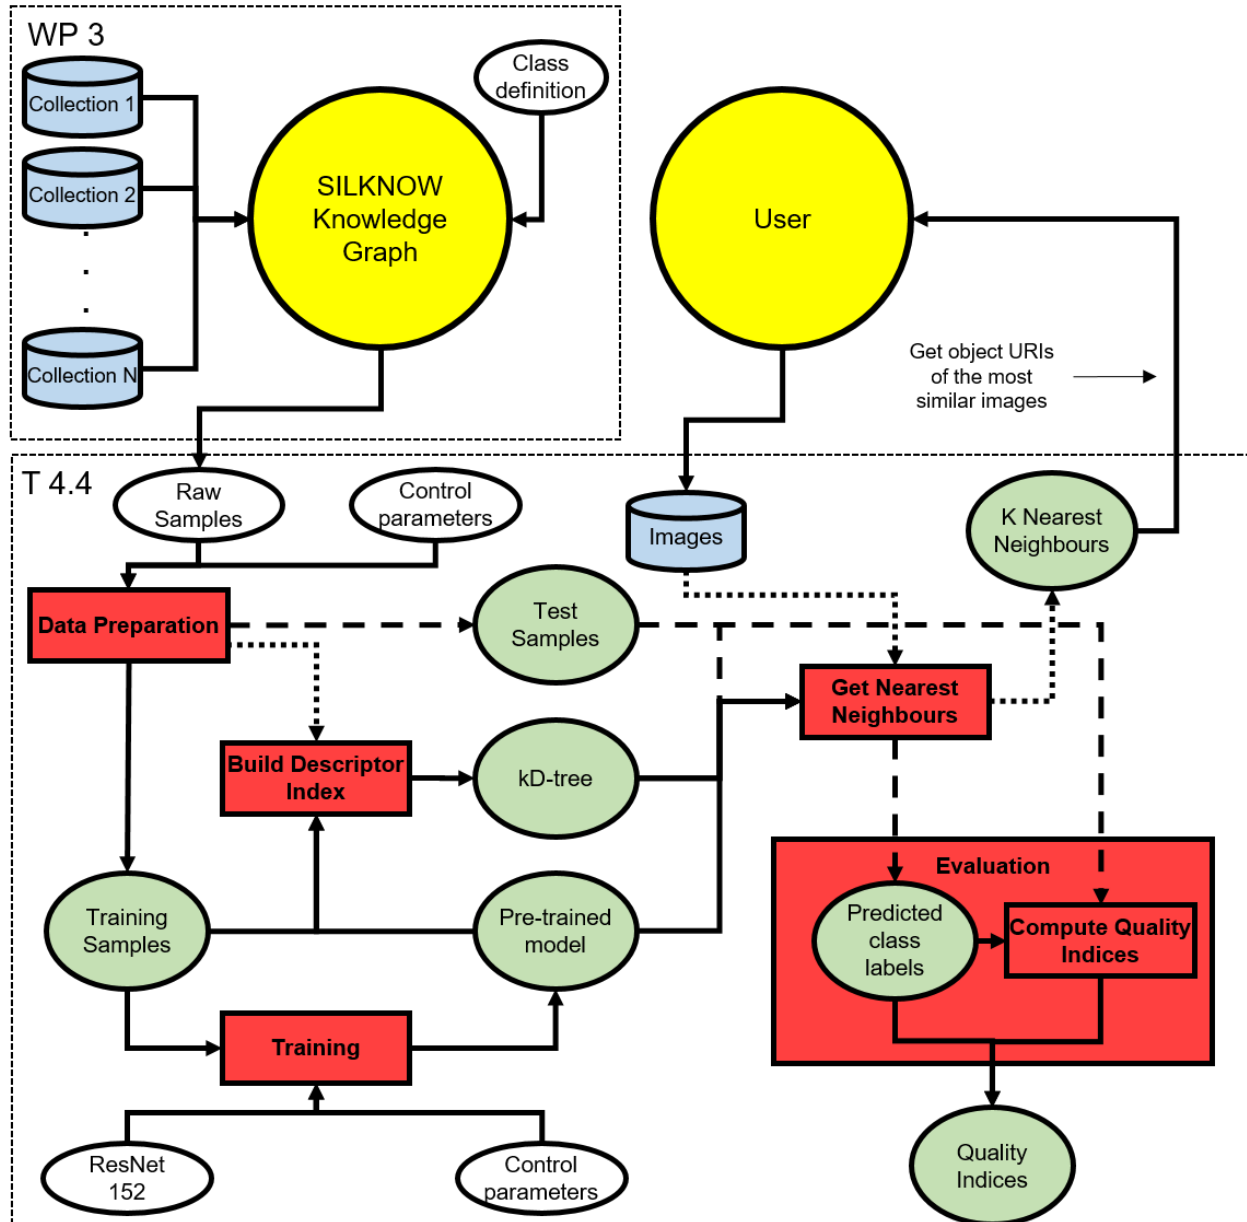 WP 3
Collection 1
Collection 2
.
.
.
Collection N
SILKNOW
Knowledge
Graph
Class
definition
User
Get object URIs
of the most
similar images
T 4.4
Raw
Samples
Control
parameters
Images
K Nearest
Neighbours
Data Preparation
Test
Samples
Get Nearest
Neighbours
Build Descriptor
Index
kD-tree
Evaluation
Training
Samples
Pre-trained
model
Predicted
class
labels
Compute Quality
Indices
Training
ResNet
152
Control
parameters
Quality
Indices